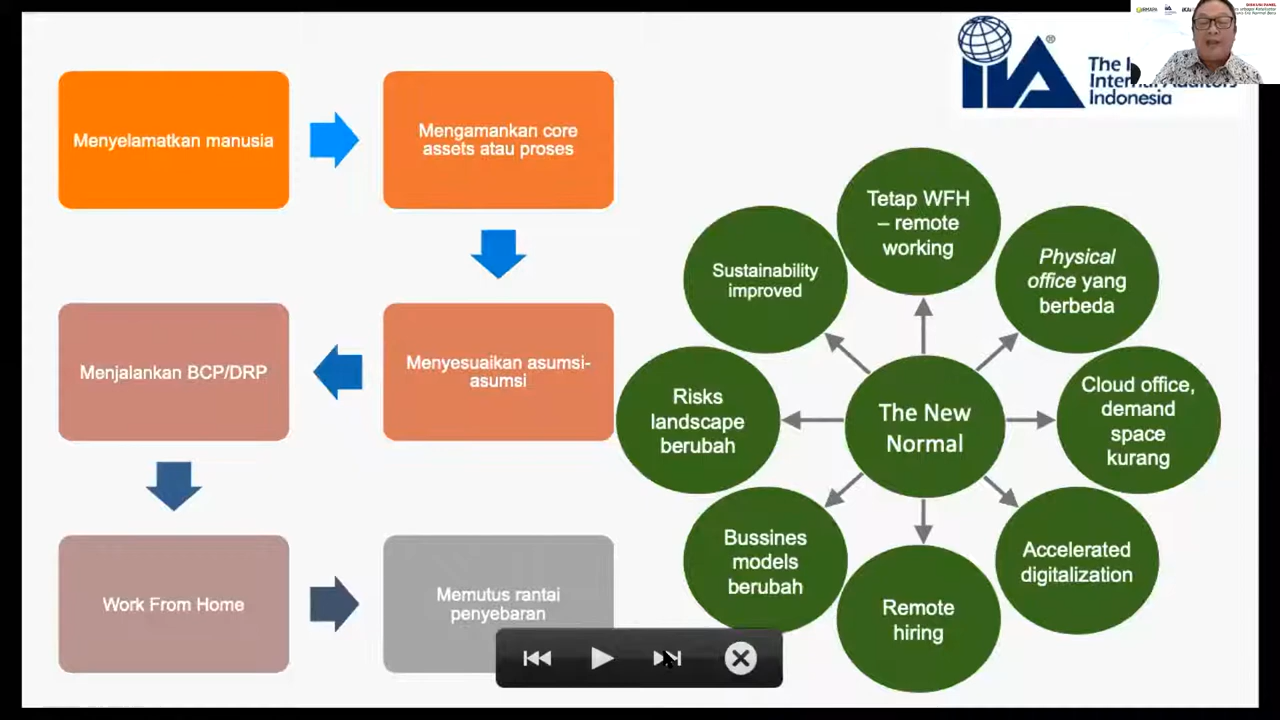 Menyelamatkan manusia
Mengamankan core
assets atau proses
Menyesuaikan asumsi-
asumsi
Menjalankan BCP/DRP
Work From Home
Memutus rantai
penyebaran
IIA
®
The
Indonesia
Tetap WFH
– remote
working
Physical
office yang
berbeda
Cloud office,
demand
space
kurang
Accelerated
digitalization
Remote
hiring
Bussines
models
berubah
Risks
landscape
berubah
Sustainability
improved
The New
Normal